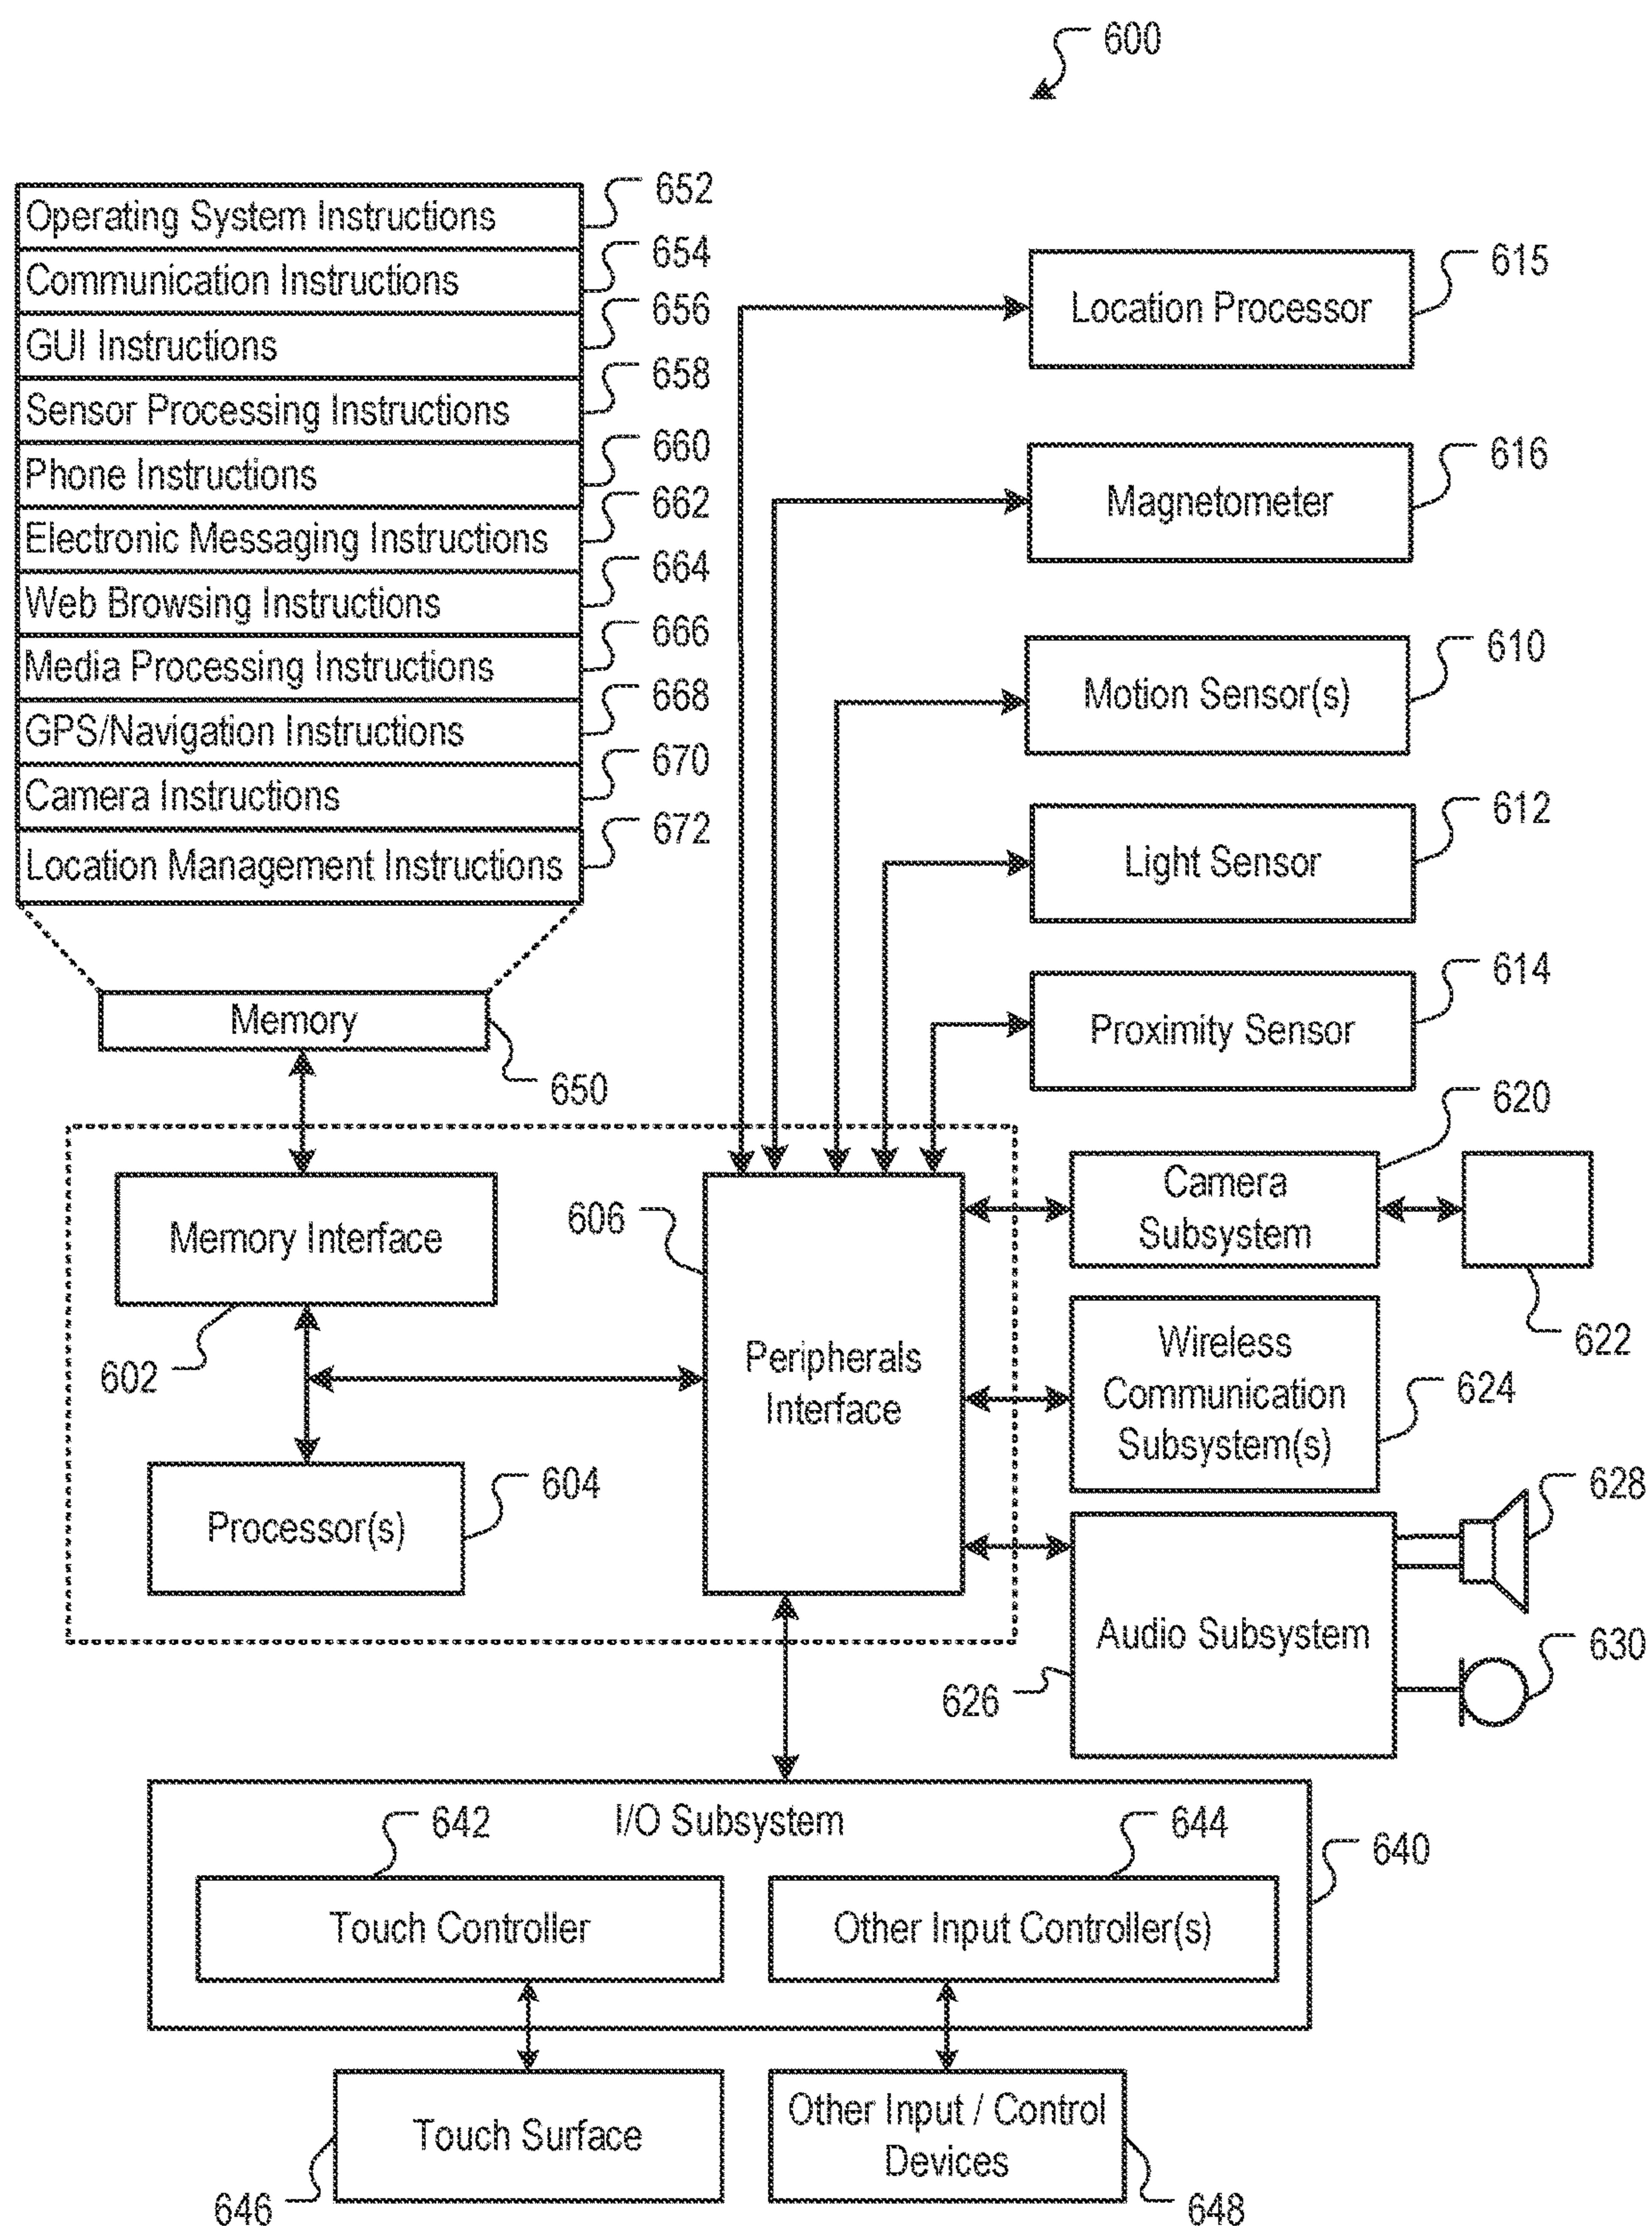 600
Operating System Instructions
652
Communication Instructions
654
GUI Instructions
656
Sensor Processing Instructions
658
Phone Instructions
660
Electronic Messaging Instructions
662
Web Browsing Instructions
664
Media Processing Instructions
666
GPS/Navigation Instructions
668
Camera Instructions
670
Location Management Instructions
672
Memory
650
Location Processor
615
Magnetometer
616
Motion Sensor(s)
610
Light Sensor
612
Proximity Sensor
614
Memory Interface
602
Processor(s)
604
606
Peripherals
Interface
Camera
Subsystem
620
622
Wireless
Communication
Subsystem(s)
624
Audio Subsystem
626
628
630
I/O Subsystem
640
642
Touch Controller
644
Other Input Controller(s)
Touch Surface
646
Other Input / Control
Devices
648